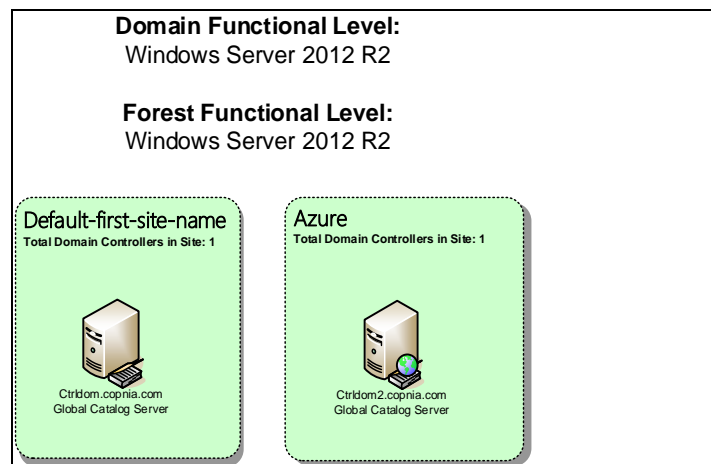 Domain Functional Level:
Windows Server 2012 R2
Forest Functional Level:
Windows Server 2012 R2
Default-first-site-name
Total Domain Controllers in Site: 1
Ctrldom.copnia.com
Global Catalog Server
Azure
Total Domain Controllers in Site: 1
Ctrldom2.copnia.com
Global Catalog Server